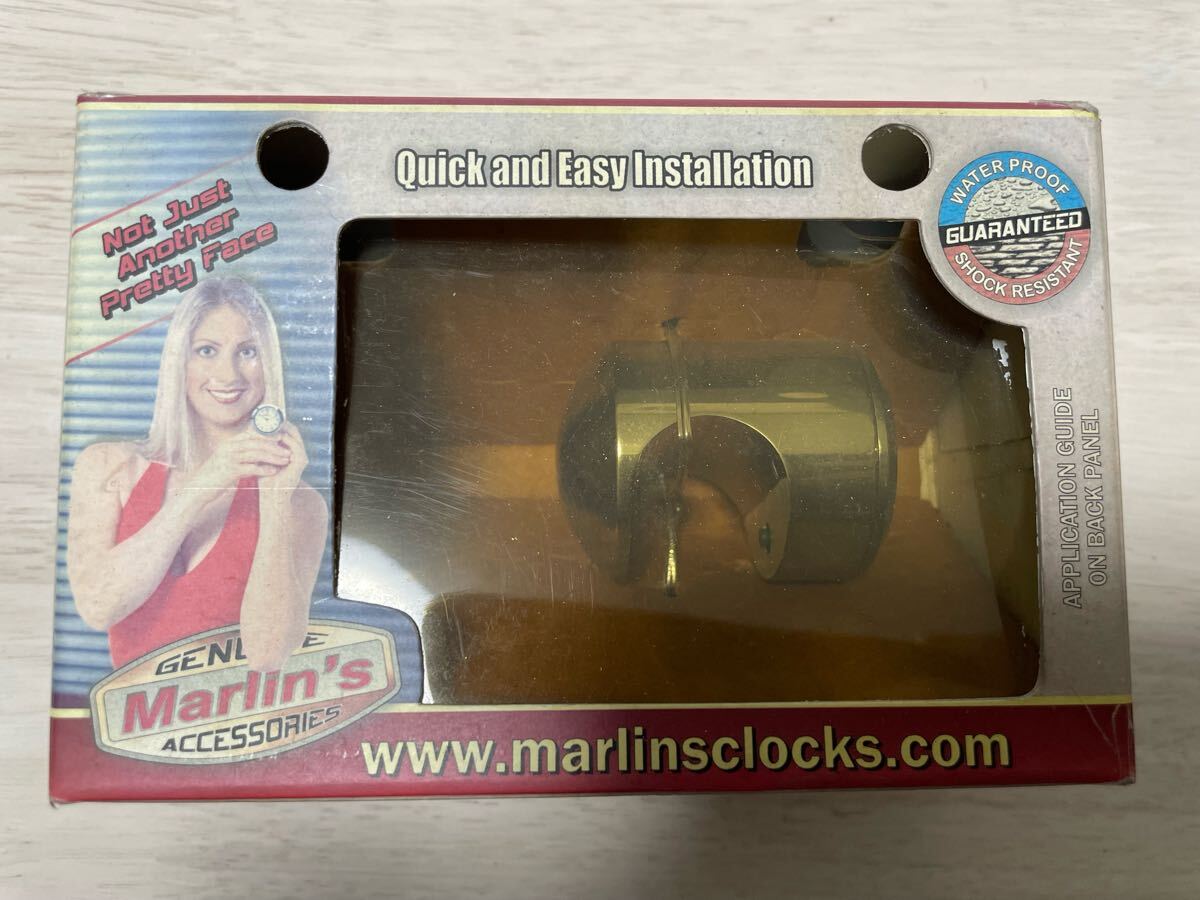 Quick and Easy Installation
Not Just
Another
Pretty Face
WATER PROOF
GUARANTEED
SHOCK RESISTANT
APPLICATION GUIDE
ON BACK PANEL
Marlin's
ACCESSORIES
www.marlinsclocks.com